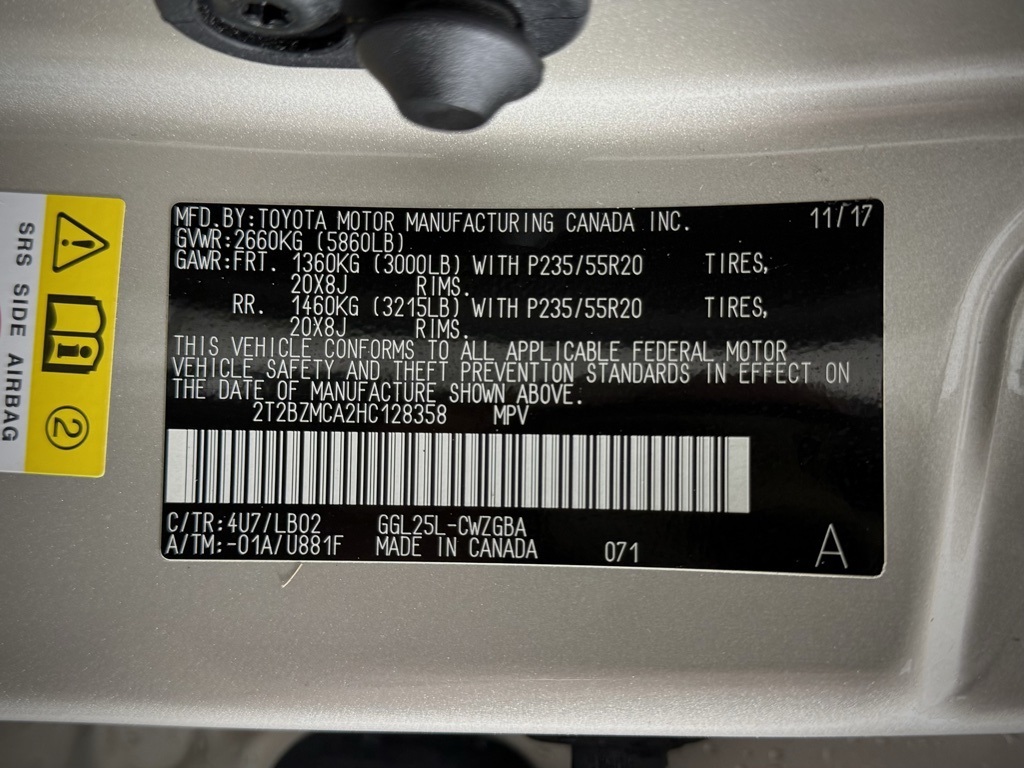 MFD.BY:TOYOTA MOTOR MANUFACTURING CANADA INC. 11/17
GVWR:2660KG (5860LB)
GAWR:FRT. 1360KG (3000LB) WITH P235/55R20 TIRES,
20X8J RIMS.
RR. 1460KG (3215LB) WITH P235/55R20 TIRES,
20X8J RIMS.
THIS VEHICLE CONFORMS TO ALL APPLICABLE FEDERAL MOTOR
VEHICLE SAFETY AND THEFT PREVENTION STANDARDS IN EFFECT ON
THE DATE OF MANUFACTURE SHOWN ABOVE.
2T2BZMCA2HC128358 MPV
C/TR:4U7/LB02 GGL25L-CWZGBA
A/TM:-01A/U881F MADE IN CANADA 071 A
SRS SIDE AIRBAG
2